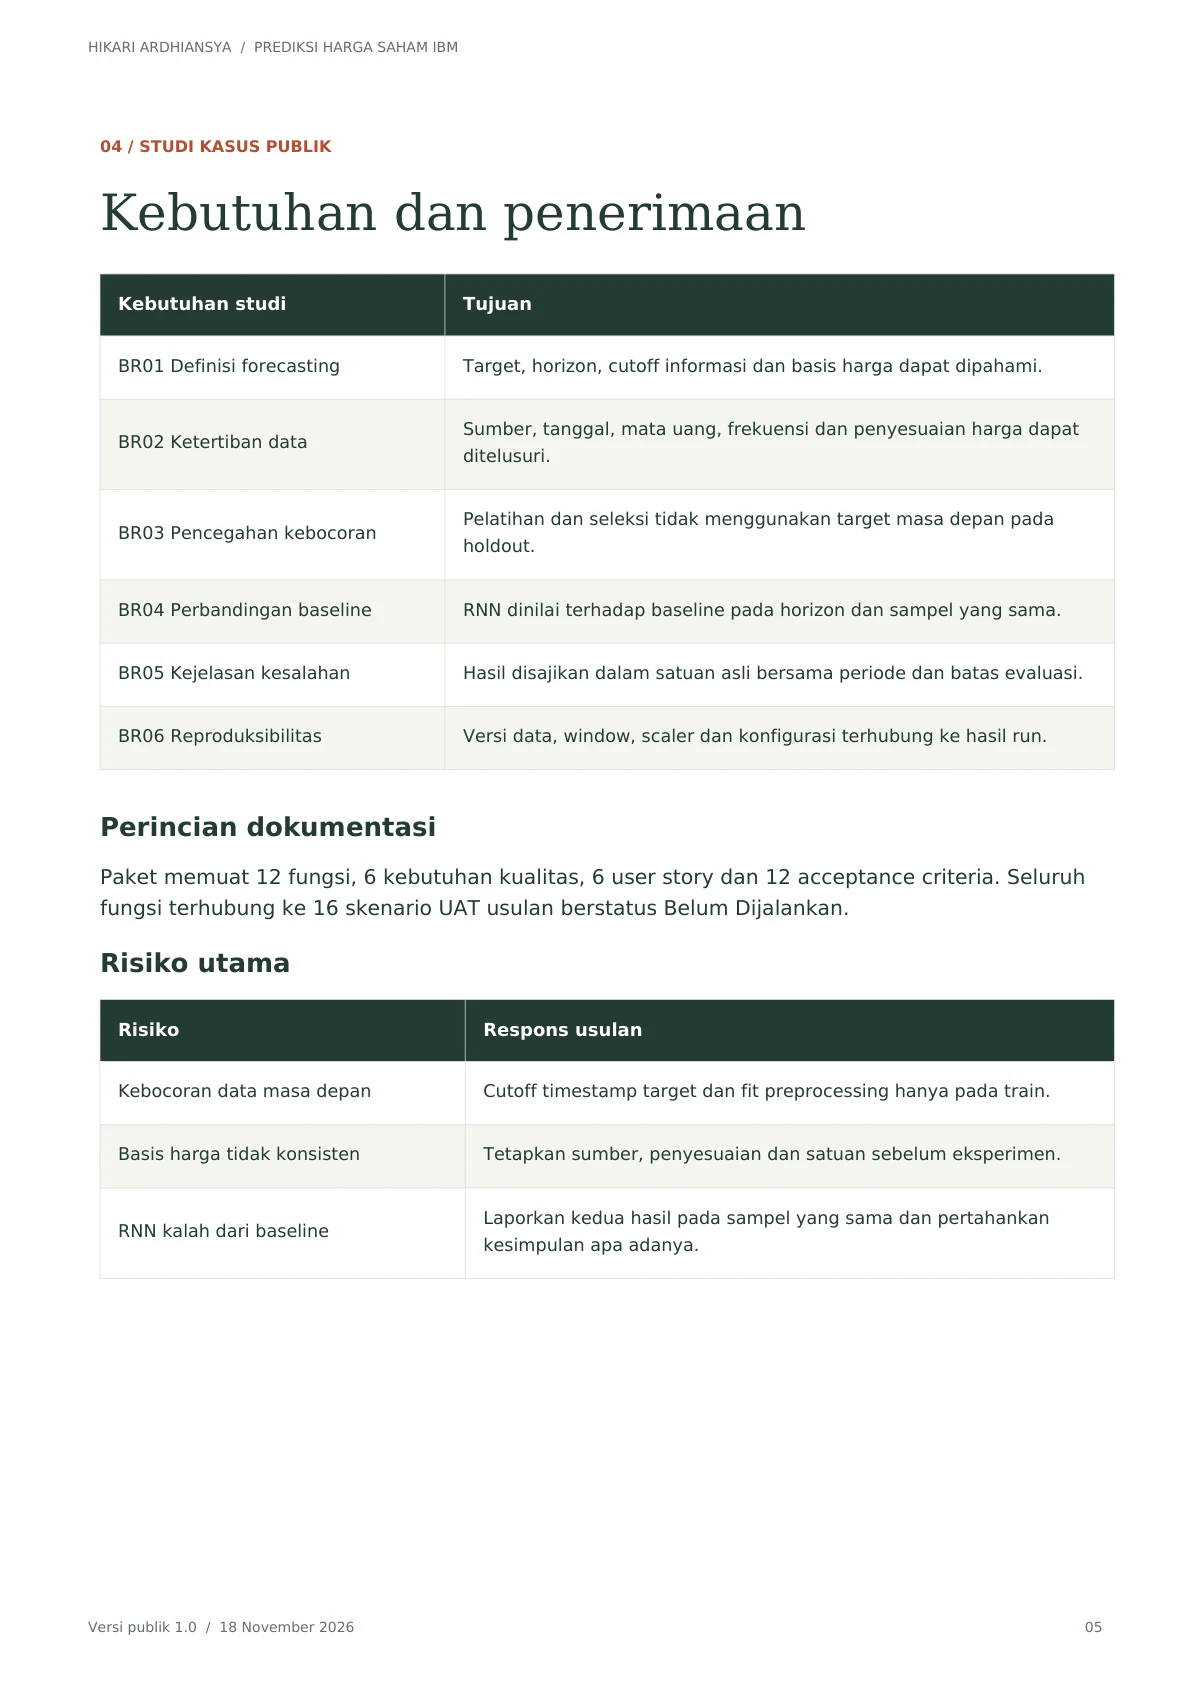 HIKARI ARDHIANSYA / PREDIKSI HARGA SAHAM IBM
04 / STUDI KASUS PUBLIK
Kebutuhan dan penerimaan
Kebutuhan studi
Tujuan
BR01 Definisi forecasting
Target, horizon, cutoff informasi dan basis harga dapat dipahami.
BR02 Ketertiban data
Sumber, tanggal, mata uang, frekuensi dan penyesuaian harga dapat
ditelusuri.
BR03 Pencegahan kebocoran
Pelatihan dan seleksi tidak menggunakan target masa depan pada
holdout.
BR04 Perbandingan baseline
RNN dinilai terhadap baseline pada horizon dan sampel yang sama.
BR05 Kejelasan kesalahan
Hasil disajikan dalam satuan asli bersama periode dan batas evaluasi.
BR06 Reproduksibilitas
Versi data, window, scaler dan konfigurasi terhubung ke hasil run.
Perincian dokumentasi
Paket memuat 12 fungsi, 6 kebutuhan kualitas, 6 user story dan 12 acceptance criteria. Seluruh
fungsi terhubung ke 16 skenario UAT usulan berstatus Belum Dijalankan.
Risiko utama
Risiko
Respons usulan
Kebocoran data masa depan
Cutoff timestamp target dan fit preprocessing hanya pada train.
Basis harga tidak konsisten
Tetapkan sumber, penyesuaian dan satuan sebelum eksperimen.
RNN kalah dari baseline
Laporkan kedua hasil pada sampel yang sama dan pertahankan
kesimpulan apa adanya.
Versi publik 1.0 / 18 November 2026
05